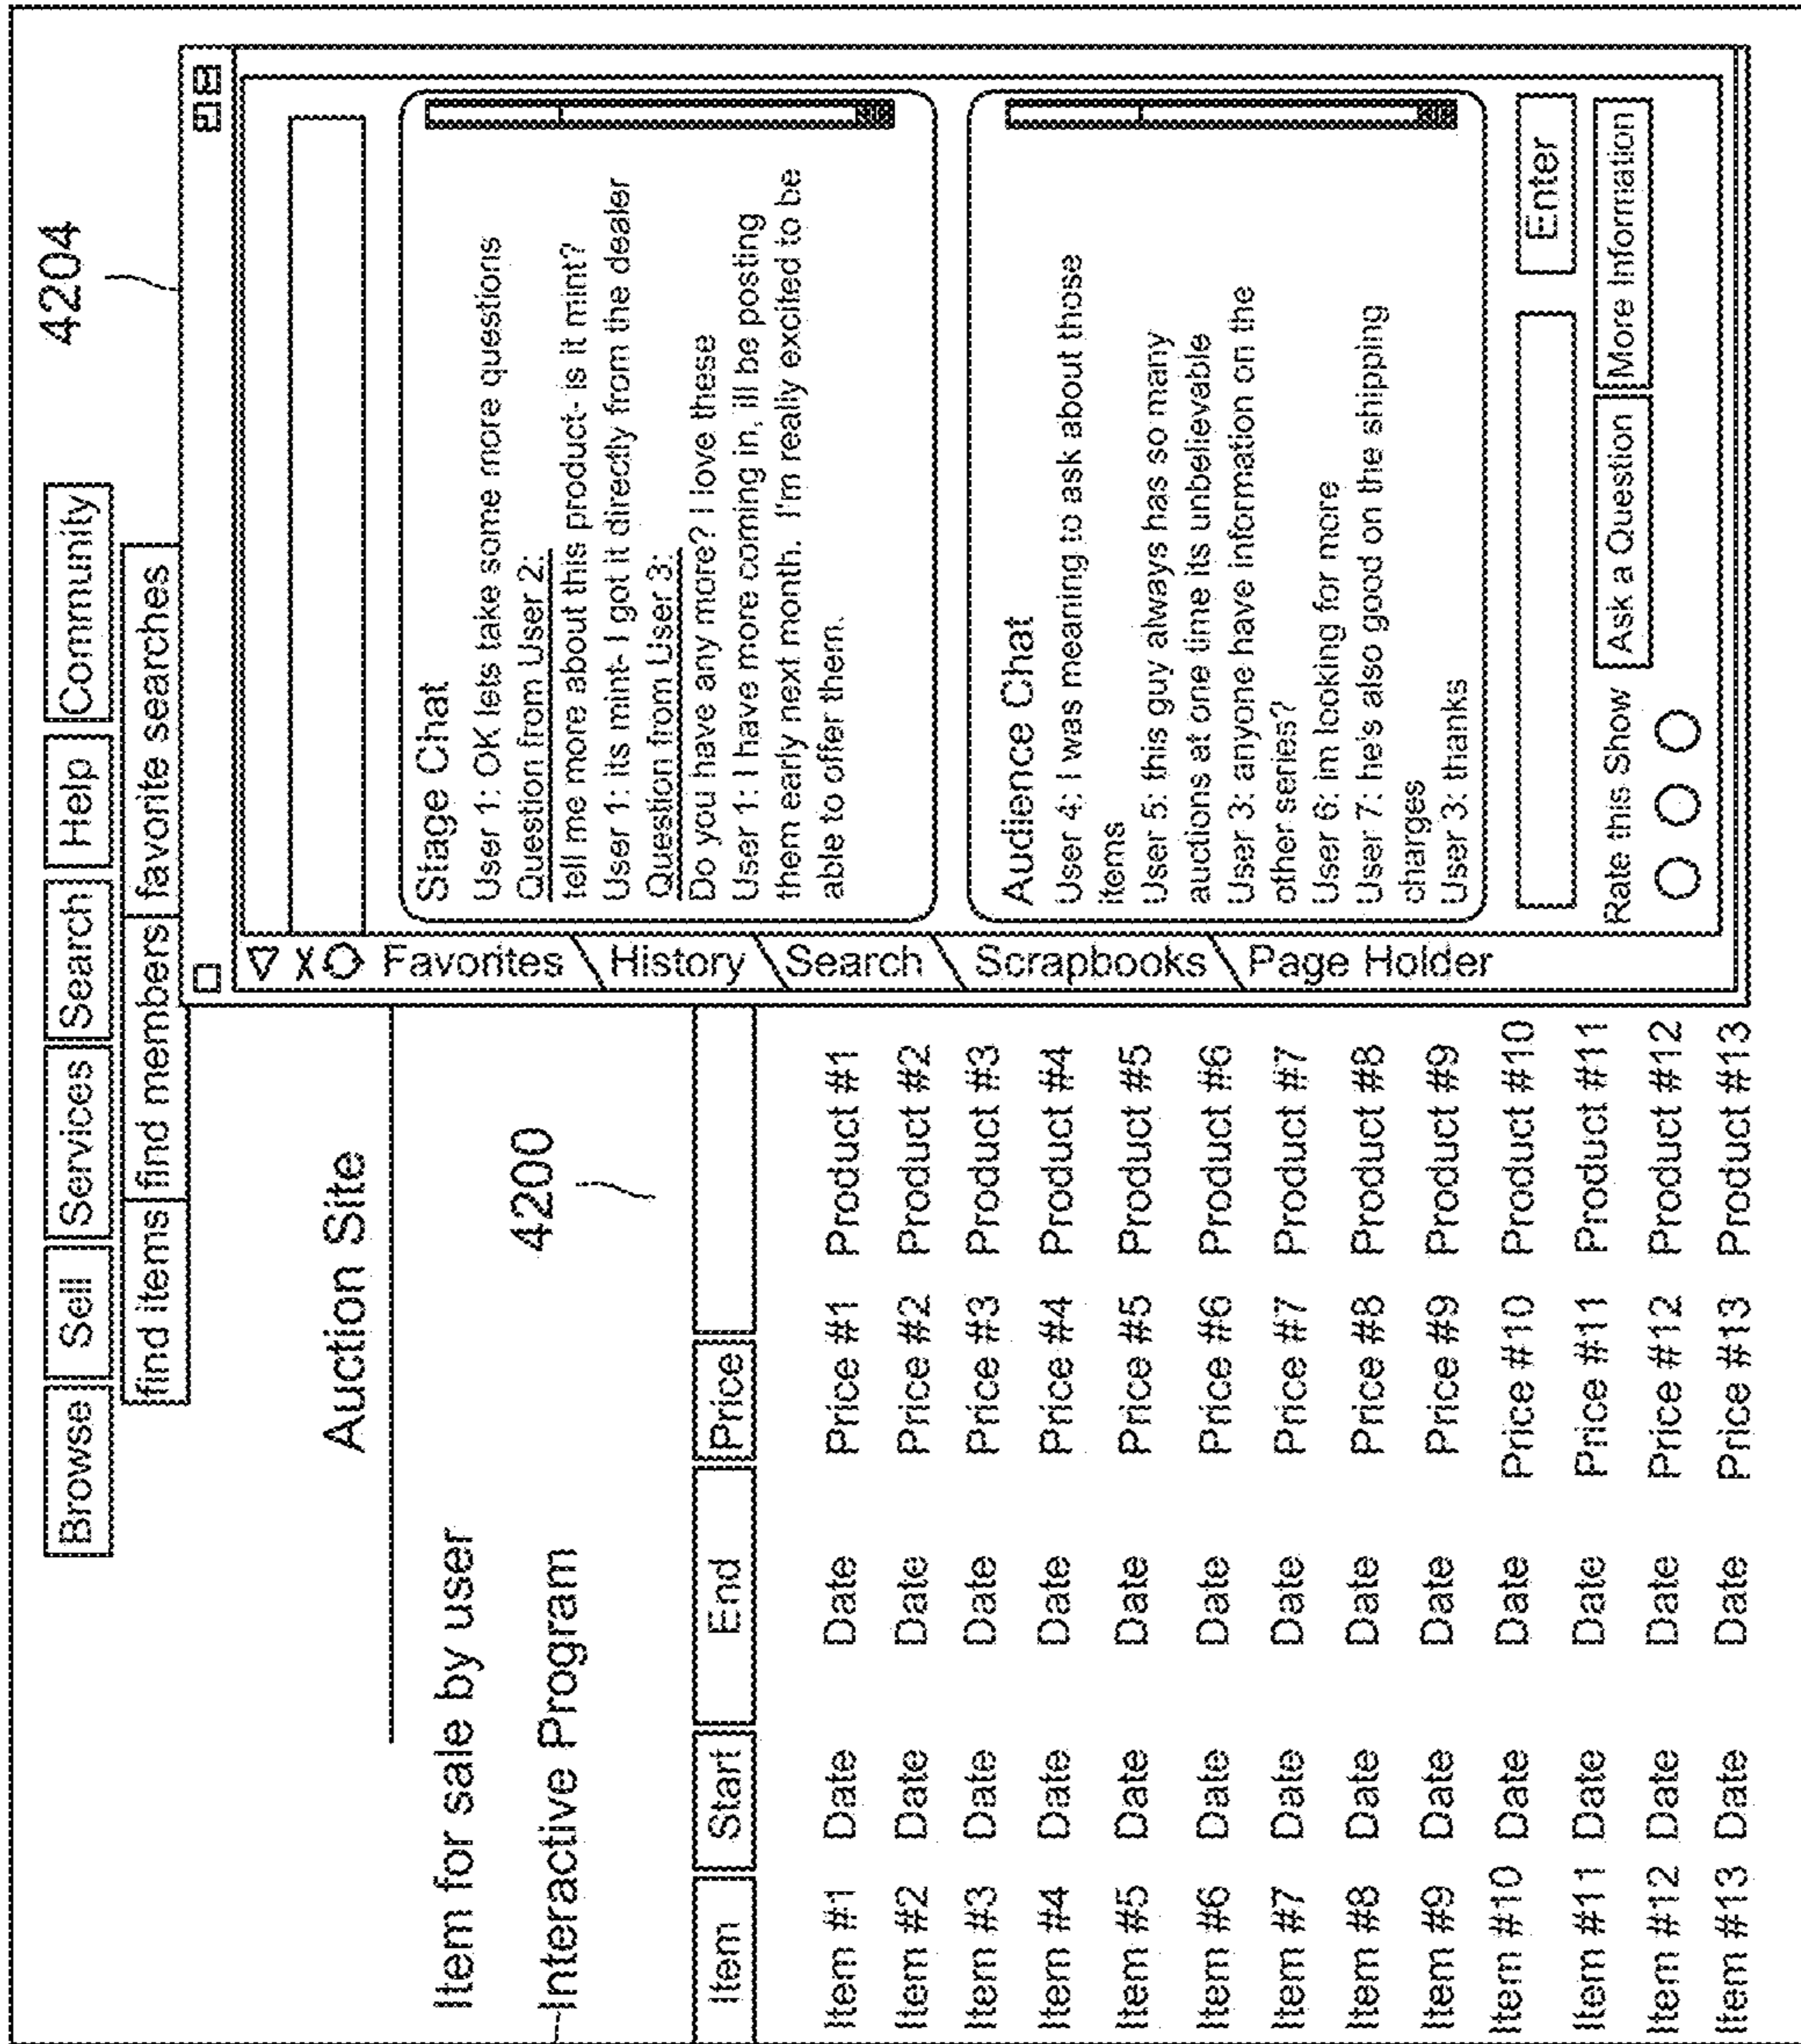 Browse Sell Services Search Help Community
find items find members favorite searches
4204
Auction Site
Item for sale by user
Interactive Program
4200
Item Start End Price
Item #1 Date Date Price #1 Product #1
Item #2 Date Date Price #2 Product #2
Item #3 Date Date Price #3 Product #3
Item #4 Date Date Price #4 Product #4
Item #5 Date Date Price #5 Product #5
Item #6 Date Date Price #6 Product #6
Item #7 Date Date Price #7 Product #7
Item #8 Date Date Price #8 Product #8
Item #9 Date Date Price #9 Product #9
Item #10 Date Date Price #10 Product #10
Item #11 Date Date Price #11 Product #11
Item #12 Date Date Price #12 Product #12
Item #13 Date Date Price #13 Product #13
X
Favorites
History
Search
Scrapbooks
Page Holder
Stage Chat
User 1: OK lets take some more questions
Question from User 2:
tell me more about this product- is it mint?
User 1: its mint- I got it directly from the dealer
Question from User 3:
Do you have any more? I love these
User 1: I have more coming in, ill be posting
them early next month. I'm really excited to be
able to offer them.
Audience Chat
User 4: I was meaning to ask about those
items
User 5: this guy always has so many
auctions at one time its unbelievable
User 3: anyone have information on the
other series?
User 6: im looking for more
User 7: he's also good on the shipping
charges
User 3: thanks
Enter
Rate this Show Ask a Question More Information